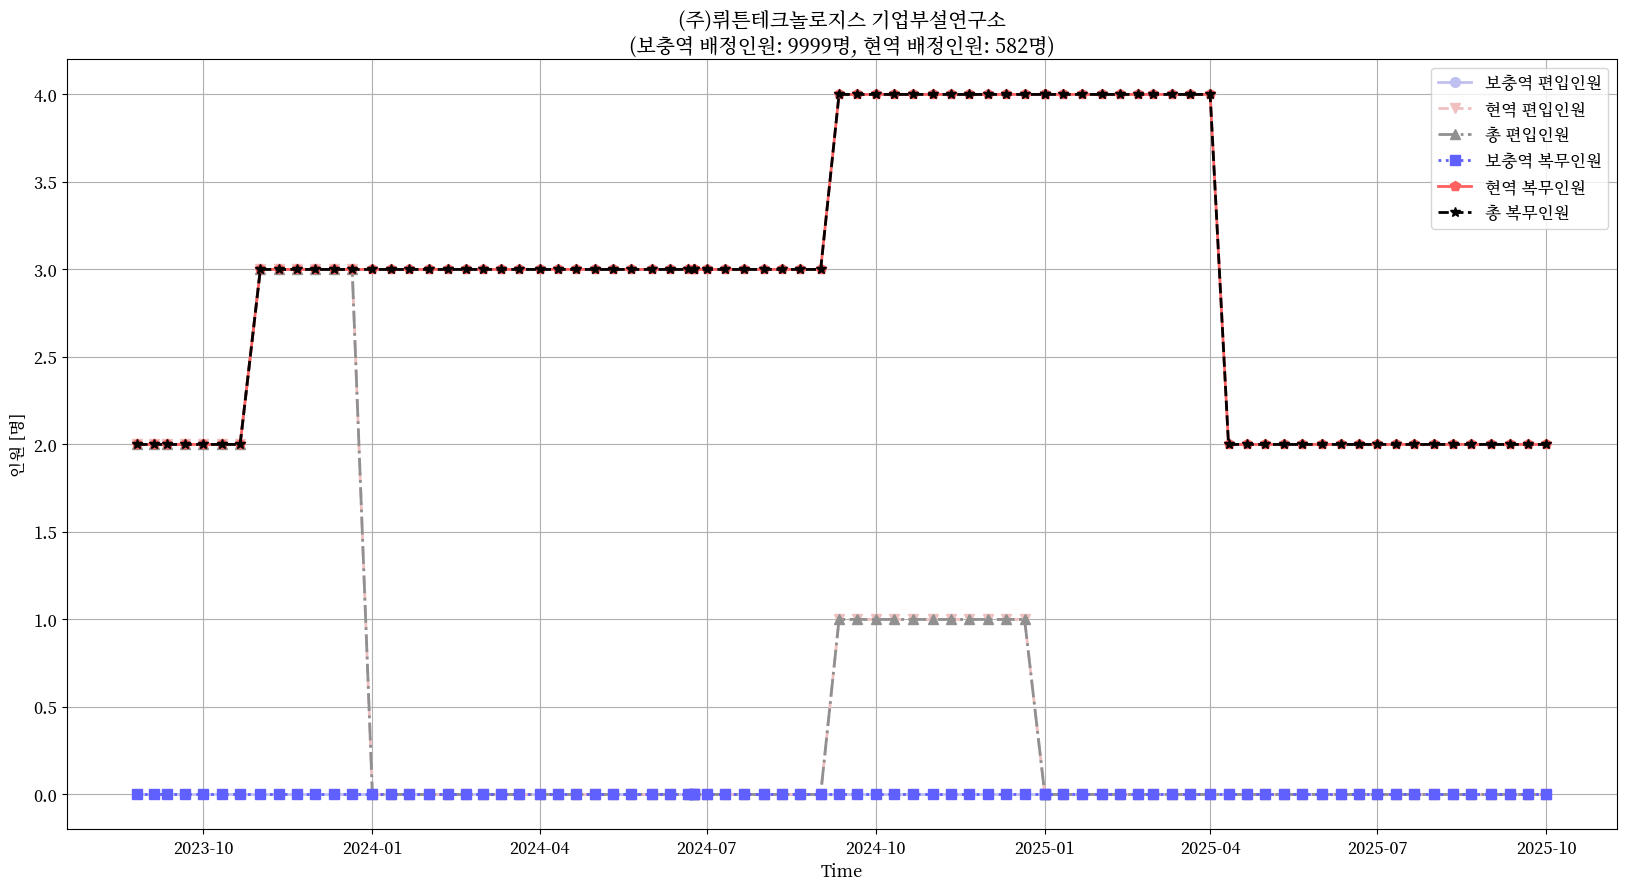 (주)뤼튼테크놀로지스 기업부설연구소
(보충역 배정인원: 9999명, 현역 배정인원: 582명)
보충역 편입인원
현역 편입인원
총 편입인원
보충역 복무인원
현역 복무인원
총 복무인원
인원 [명]
4.0
3.5
3.0
2.5
2.0
1.5
1.0
0.5
0.0
2023-10
2024-01
2024-04
2024-07
2024-10
2025-01
2025-04
2025-07
2025-10
Time